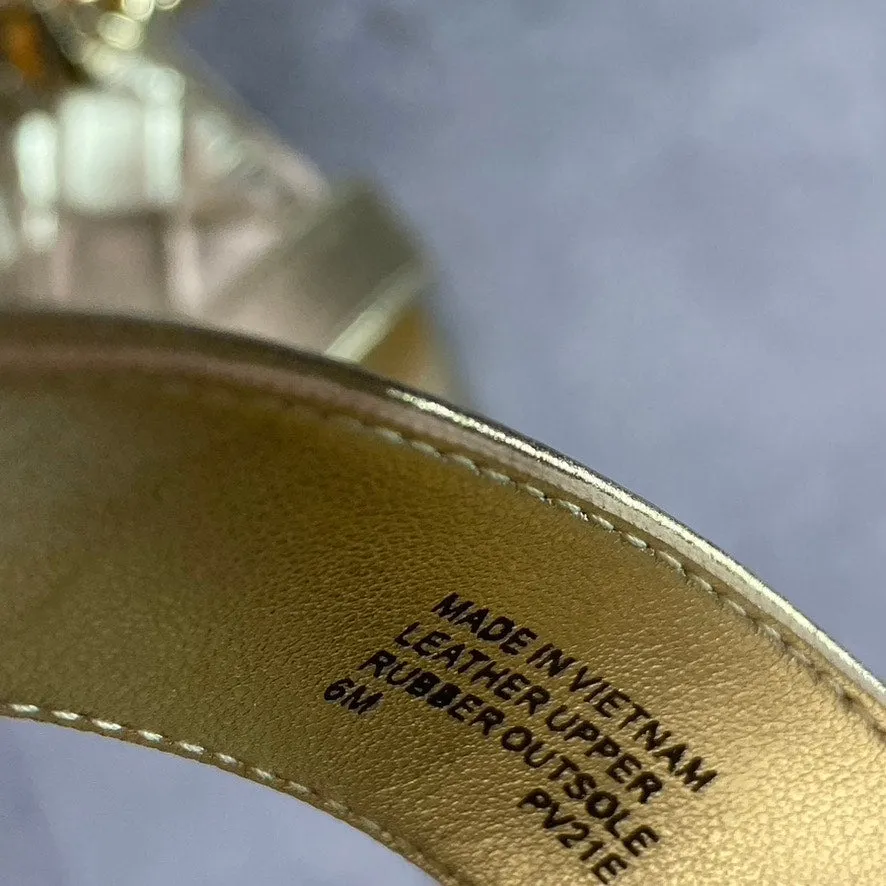 MADE IN VIETNAM
LEATHER UPPER
RUBBER OUTSOLE
6M PV21E